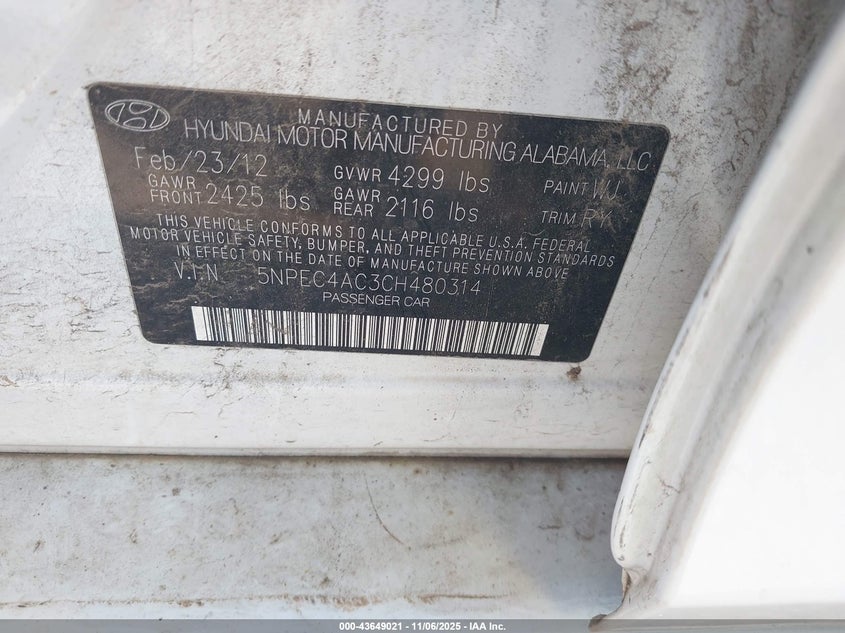 MANUFACTURED BY
HYUNDAI MOTOR MANUFACTURING ALABAMA, LLC
Feb/23/12 GVWR 4299 lbs PAINT WJ
GAWR FRONT 2425 lbs GAWR REAR 2116 lbs TRIM RYX
THIS VEHICLE CONFORMS TO ALL APPLICABLE U.S.A. FEDERAL
MOTOR VEHICLE SAFETY, BUMPER, AND THEFT PREVENTION STANDARDS
IN EFFECT ON THE DATE OF MANUFACTURE SHOWN ABOVE
V.I.N 5NPEC4AC3CH480314
PASSENGER CAR
000-43649021 - 11/06/2025 - IAA Inc.